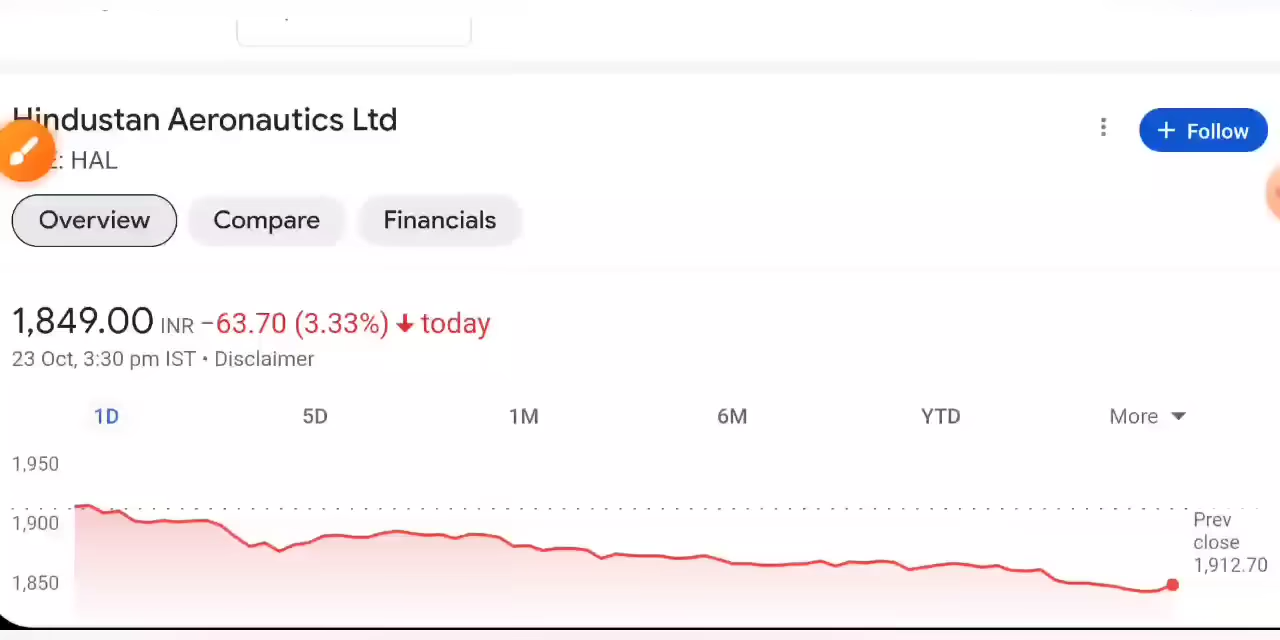 Hindustan Aeronautics Ltd
: HAL
+ Follow
Overview Compare Financials
1,849.00 INR −63.70 (3.33%) ↓ today
23 Oct, 3:30 pm IST • Disclaimer
1D 5D 1M 6M YTD More
1,950
1,900
1,850
Prev
close
1,912.70